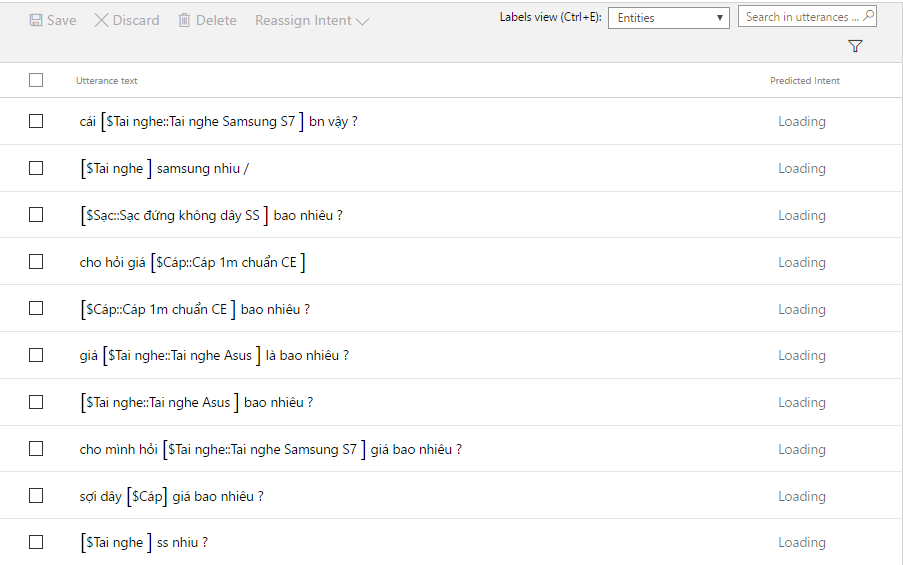 Save Discard Delete Reassign Intent Labels view (Ctrl+E): Entities Search in utterances ...
Utterance text Predicted Intent
cái [$Tai nghe::Tai nghe Samsung S7 ] bn vậy ? Loading
[$Tai nghe ] samsung nhiu / Loading
[$Sạc::Sạc đứng không dây SS ] bao nhiêu ? Loading
cho hỏi giá [$Cáp::Cáp 1m chuẩn CE ] Loading
[$Cáp::Cáp 1m chuẩn CE ] bao nhiêu ? Loading
giá [$Tai nghe::Tai nghe Asus ] là bao nhiêu ? Loading
[$Tai nghe::Tai nghe Asus ] bao nhiêu ? Loading
cho mình hỏi [$Tai nghe::Tai nghe Samsung S7 ] giá bao nhiêu ? Loading
sợi dây [$Cáp] giá bao nhiêu ? Loading
[$Tai nghe ] ss nhiu ? Loading